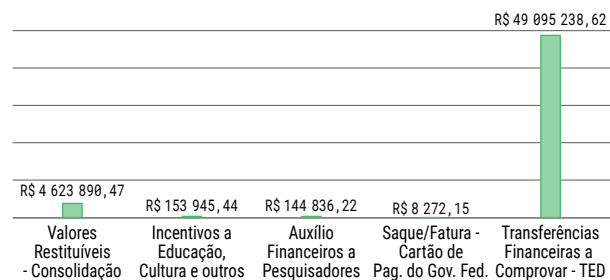 R$ 49 095 238,62
R$ 4 623 890,47
R$ 153 945,44
R$ 144 836,22
R$ 8 272,15
Valores
Restituíveis
- Consolidação
Incentivos a
Educação,
Cultura e outros
Auxílio
Financeiros a
Pesquisadores
Saque/Fatura -
Cartão de
Pag. do Gov. Fed.
Transferências
Financeiras a
Comprovar - TED